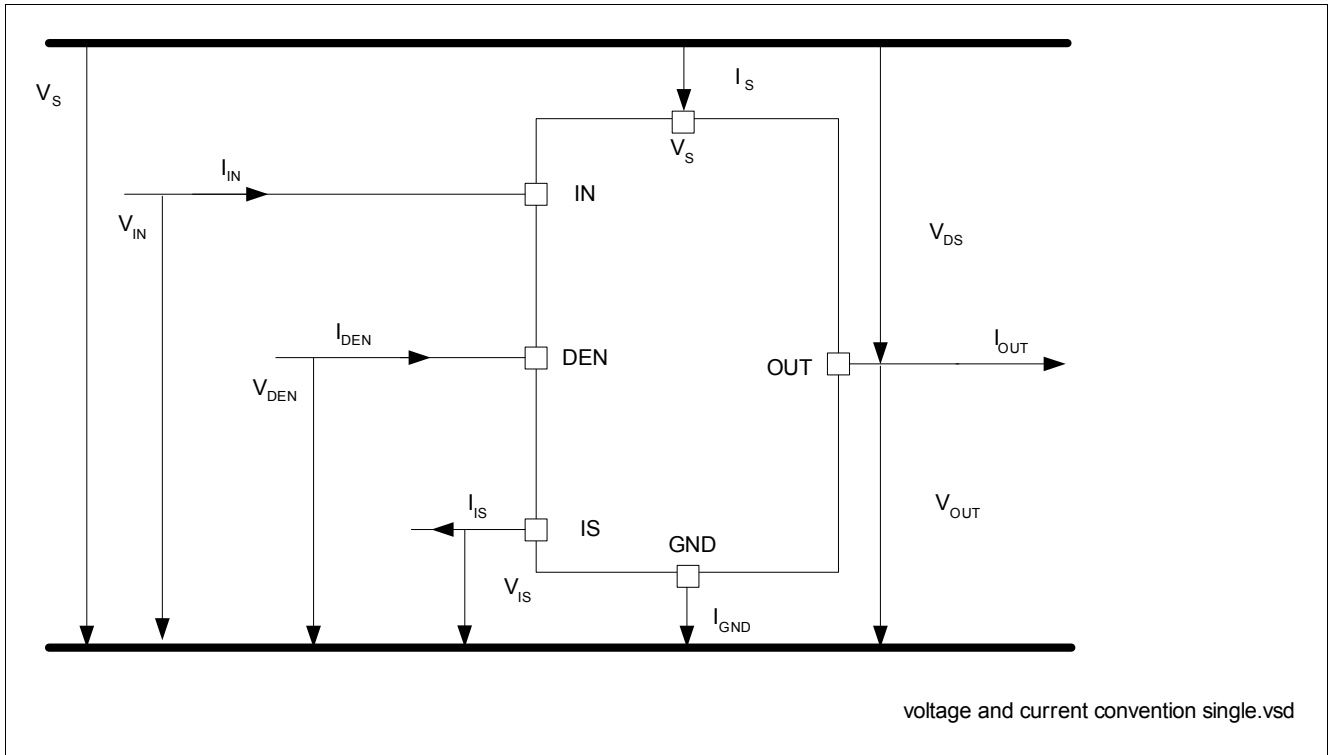 V_S
I_S
V_S
I_IN
IN
V_IN
V_DS
I_DEN
DEN
V_DEN
OUT
I_OUT
I_IS
IS
V_IS
GND
V_OUT
I_GND
voltage and current convention single.vsd